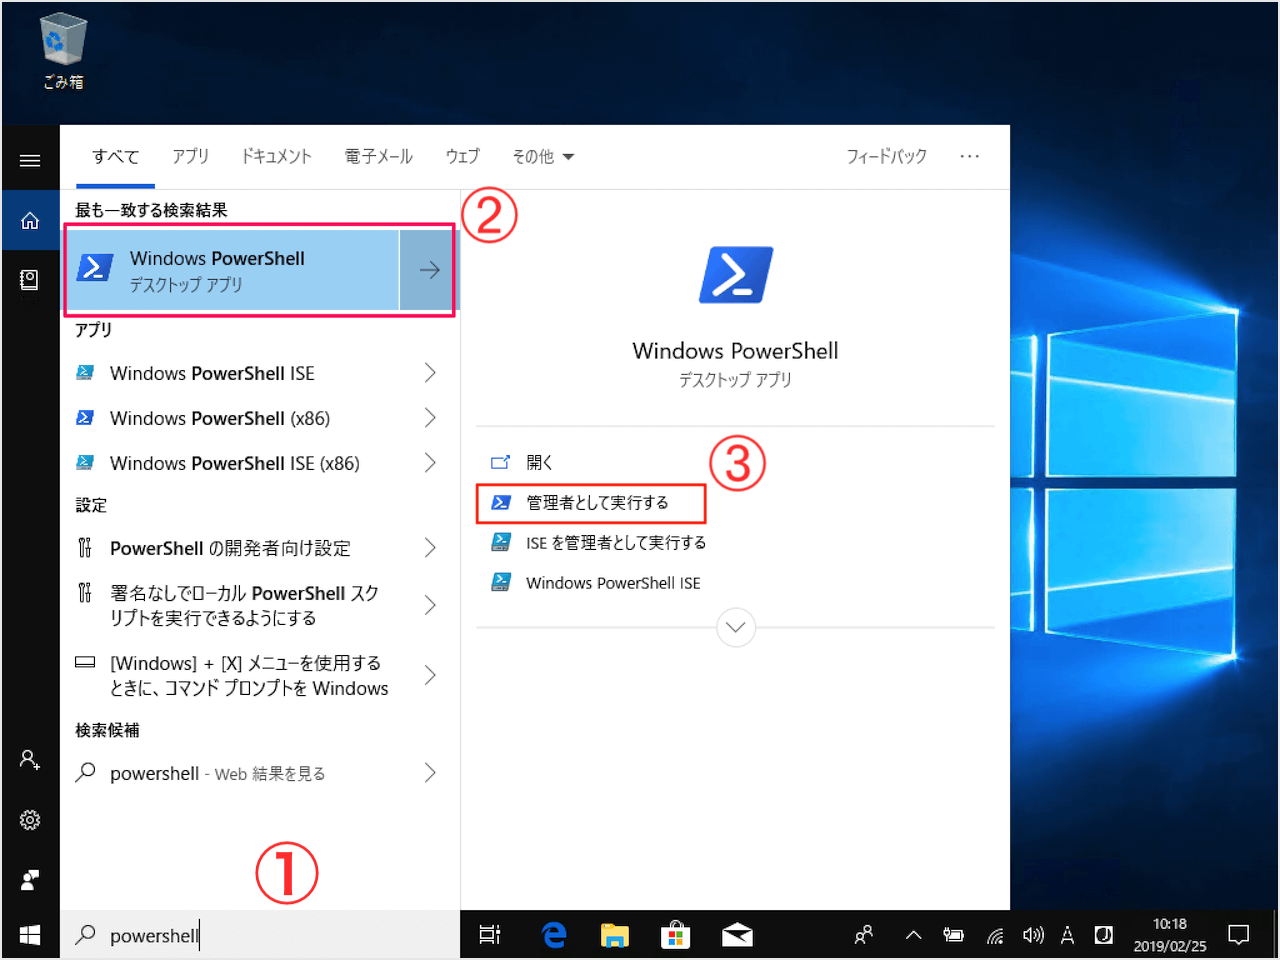 ごみ箱
すべて アプリ ドキュメント 電子メール ウェブ その他 フィードバック ...
最も一致する検索結果
②
Windows PowerShell
デスクトップ アプリ
アプリ
Windows PowerShell ISE
Windows PowerShell (x86)
Windows PowerShell ISE (x86)
設定
PowerShell の開発者向け設定
署名なしでローカル PowerShell スク
リプトを実行できるようにする
[Windows] + [X] メニューを使用する
ときに、コマンド プロンプトを Windows
検索候補
powershell - Web 結果を見る
Windows PowerShell
デスクトップ アプリ
開く
③
管理者として実行する
ISE を管理者として実行する
Windows PowerShell ISE
①
powershell
A
J
10:18
2019/02/25